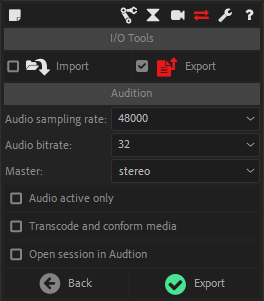 ?
I/O Tools
Import Export
Audition
Audio sampling rate: 48000
Audio bitrate: 32
Master: stereo
Audio active only
Transcode and conform media
Open session in Audtion
Back Export